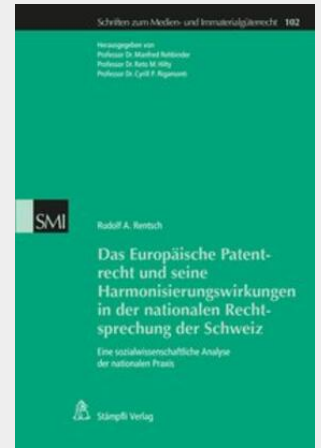 Schriften zum Medien- und Immaterialgüterrecht 102
Herausgegeben von
Professor Dr. Manfred Rehbinder
Professor Dr. Reto M. Hilty
Professor Dr. Cyrill P. Rigamonti
SMI
Rudolf A. Rentsch
Das Europäische Patent-
recht und seine
Harmonisierungswirkungen
in der nationalen Recht-
sprechung der Schweiz
Eine sozialwissenschaftliche Analyse
der nationalen Praxis
Stämpfli Verlag